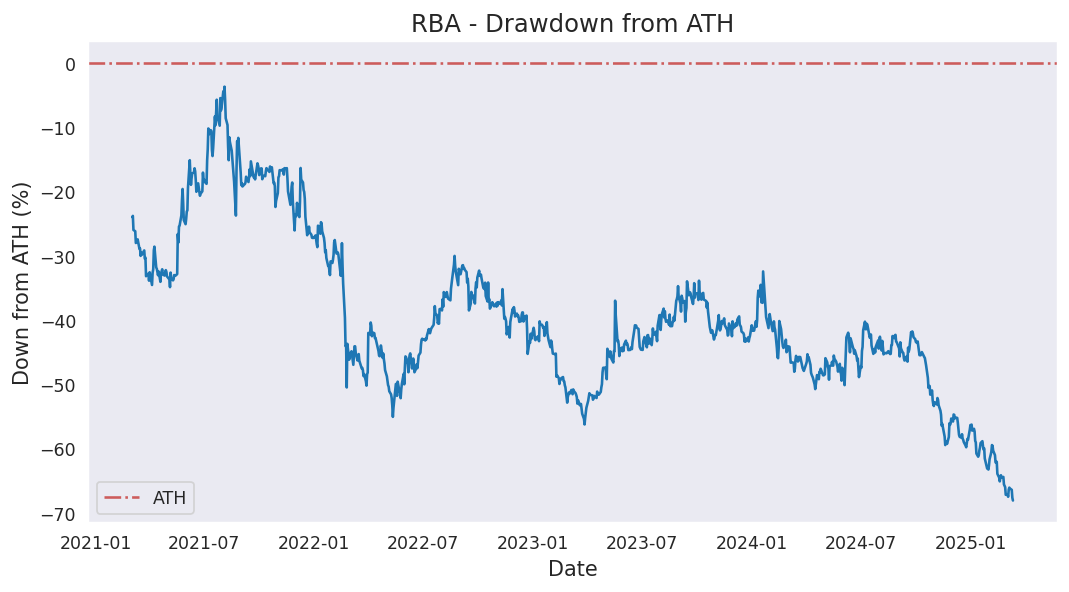 RBA - Drawdown from ATH
Down from ATH (%)
0
−10
−20
−30
−40
−50
−60
−70
ATH
2021-01 2021-07 2022-01 2022-07 2023-01 2023-07 2024-01 2024-07 2025-01
Date